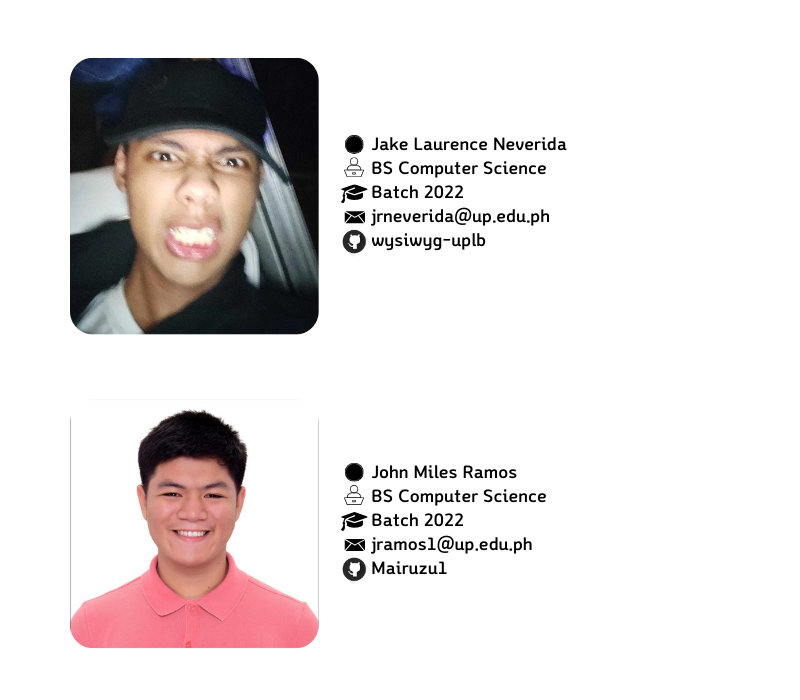 Jake Laurence Neverida
BS Computer Science
Batch 2022
jrneverida@up.edu.ph
wysiwyg-uplb
John Miles Ramos
BS Computer Science
Batch 2022
jramos1@up.edu.ph
Mairuzu1